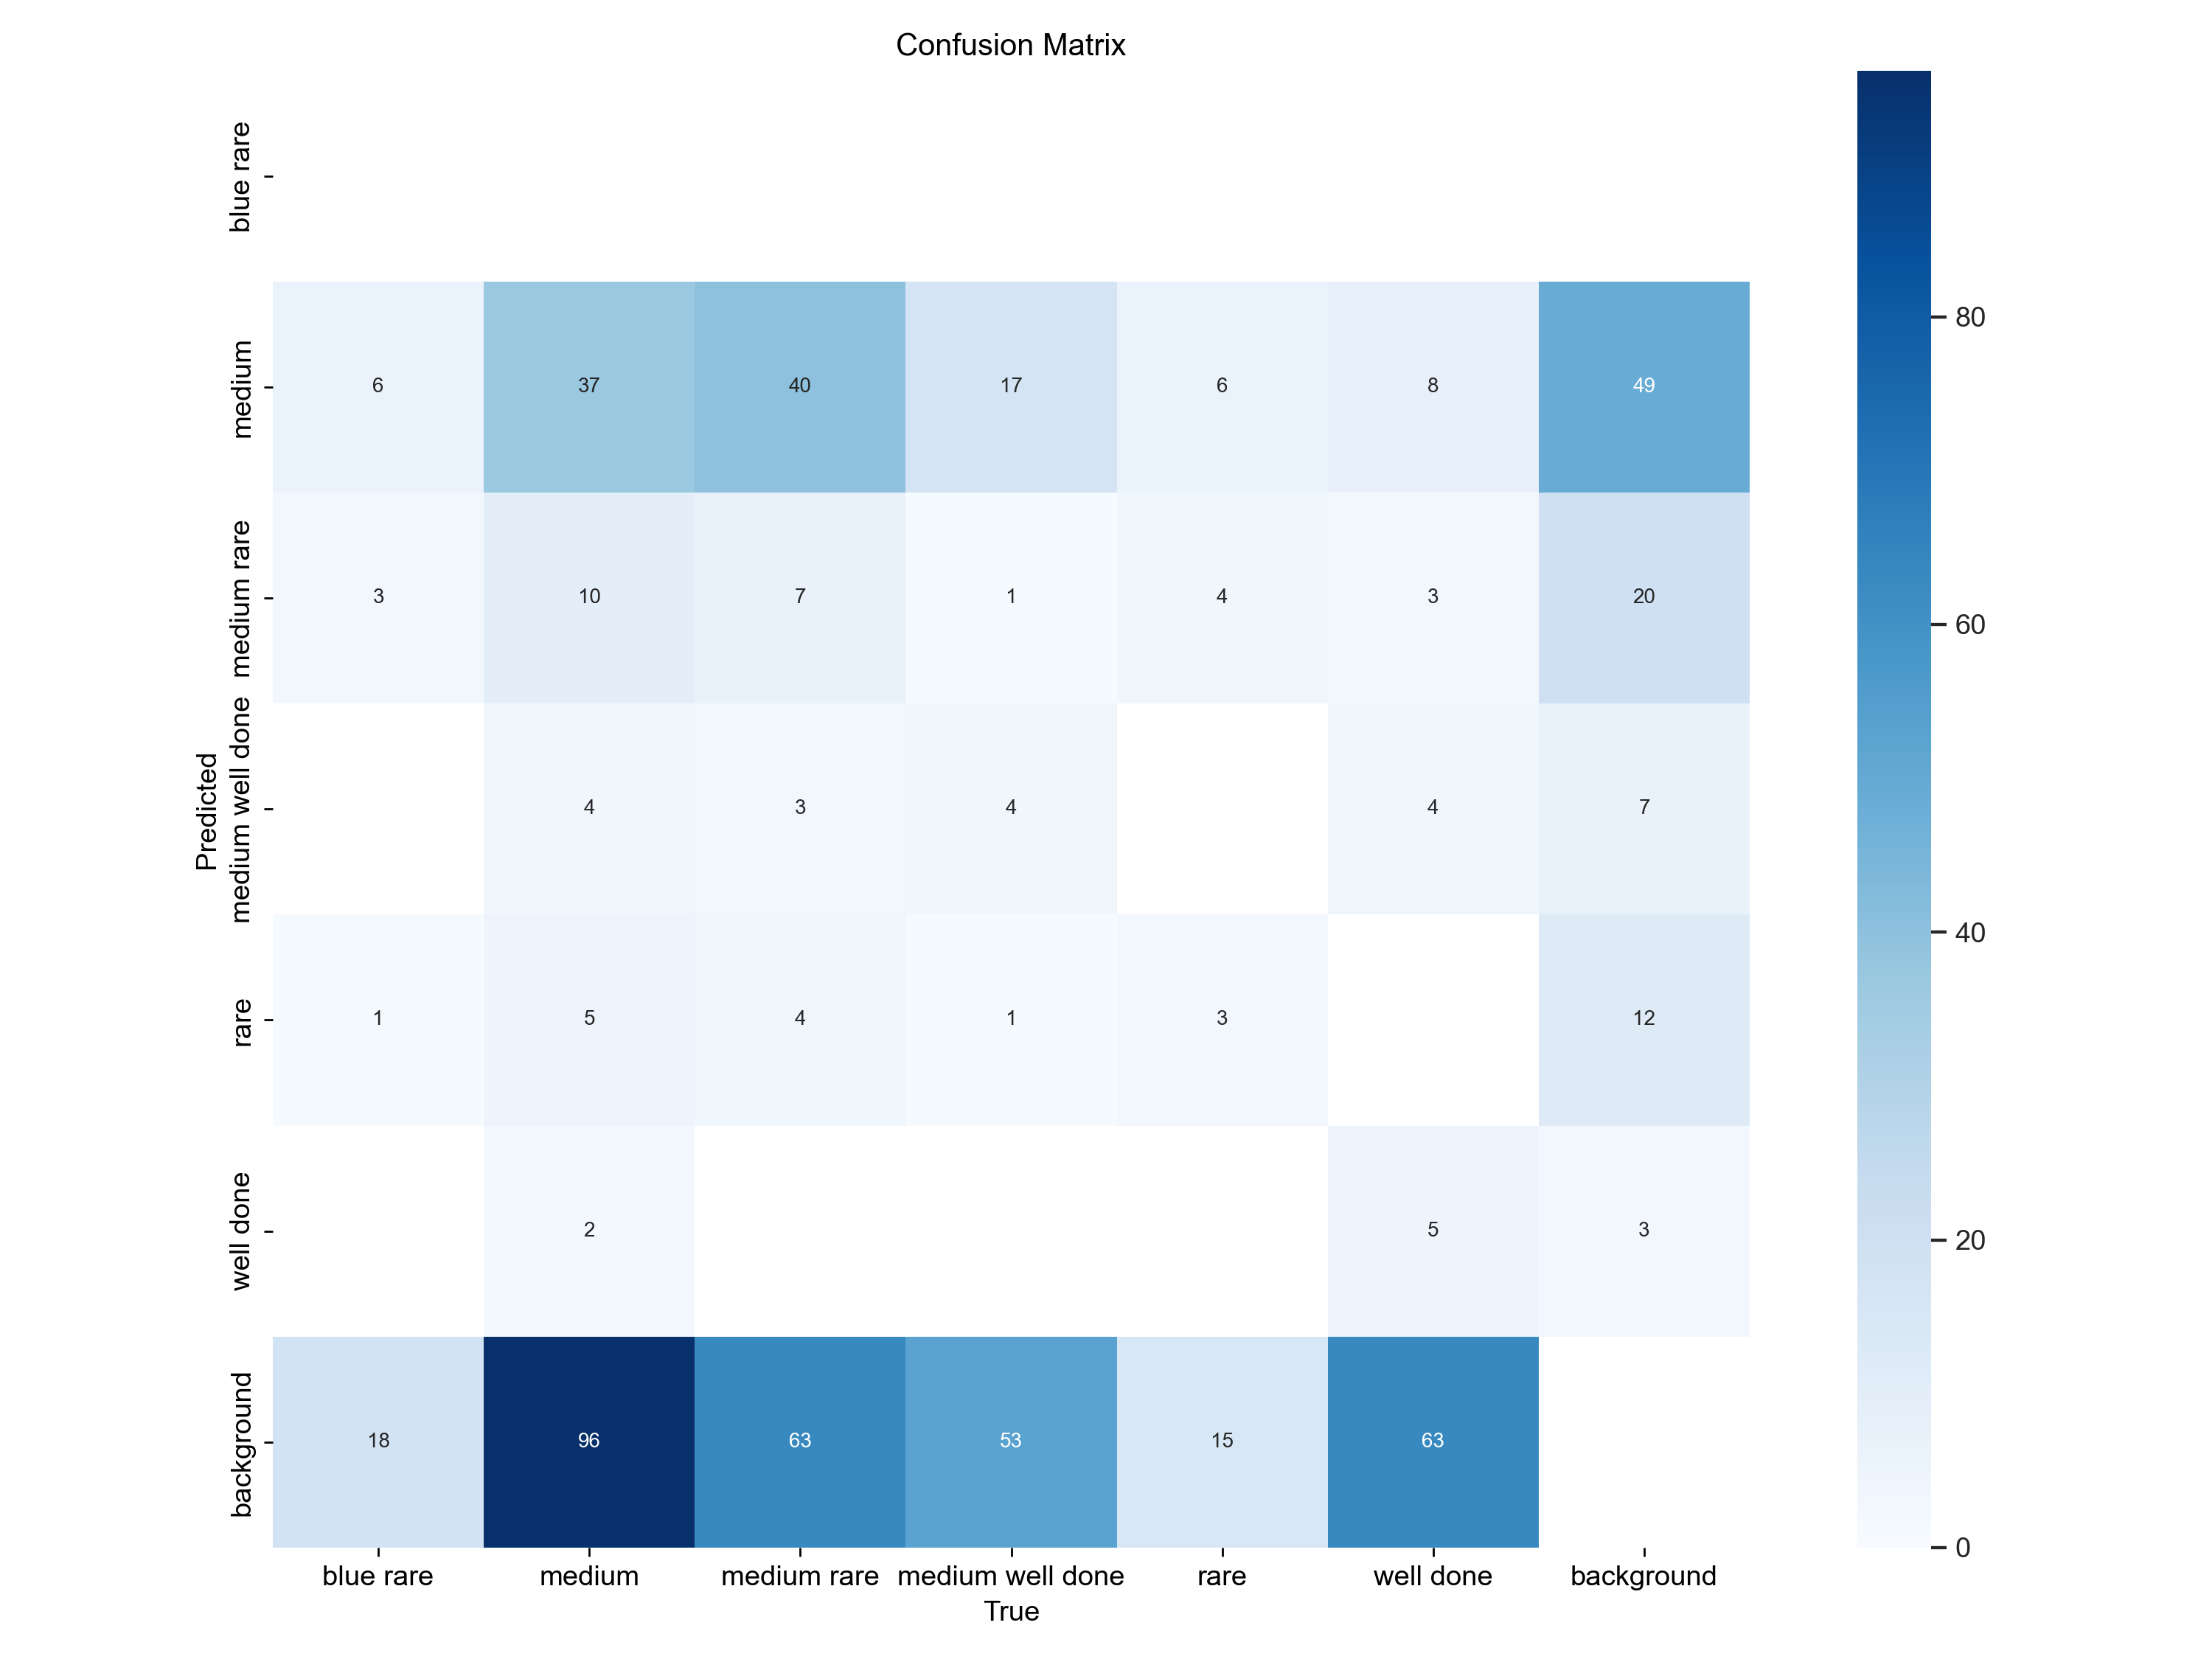 Confusion Matrix
blue rare
medium
6 37 40 17 6 8 49
medium rare
3 10 7 1 4 3 20
medium well done
4 3 4 4 7
rare
1 5 4 1 3 12
well done
2 5 3
background
18 96 63 53 15 63
Predicted
blue rare medium medium rare medium well done rare well done background
True
80
60
40
20
0